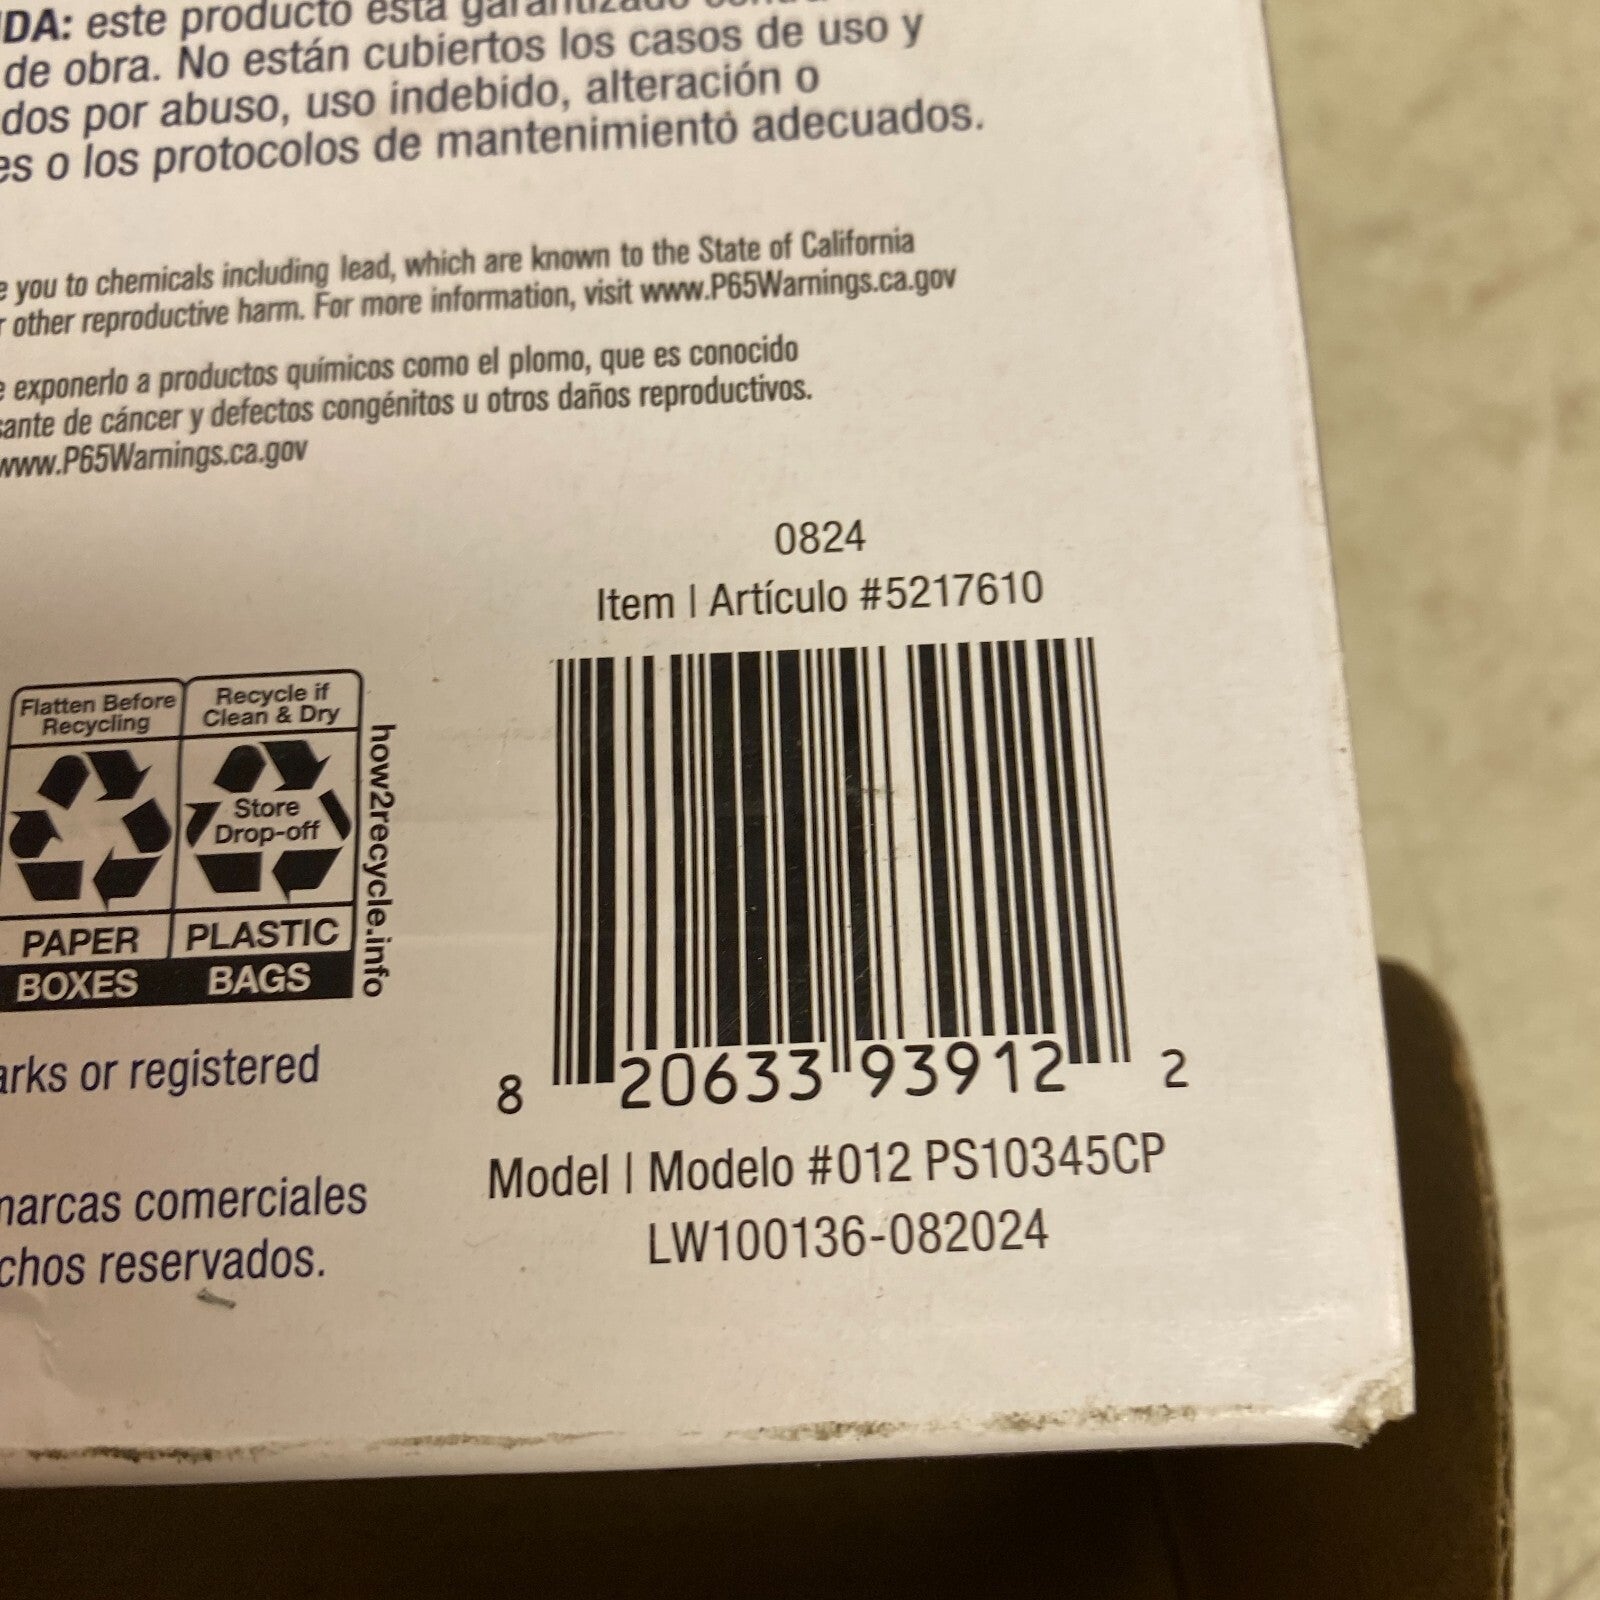 DA: este producto está garantizado
de obra. No están cubiertos los casos de uso y
dos por abuso, uso indebido, alteración o
es o los protocolos de mantenimiento adecuados.
e you to chemicals including lead, which are known to the State of California
r other reproductive harm. For more information, visit www.P65Warnings.ca.gov
e exponerlo a productos químicos como el plomo, que es conocido
sante de cáncer y defectos congénitos u otros daños reproductivos.
www.P65Warnings.ca.gov
0824
Item | Artículo #5217610
Flatten Before
Recycling
Recycle if
Clean & Dry
Store
Drop-off
PAPER
PLASTIC
BOXES
BAGS
how2recycle.info
8 20633 93912 2
arks or registered
Model | Modelo #012 PS10345CP
marcas comerciales
LW100136-082024
chos reservados.